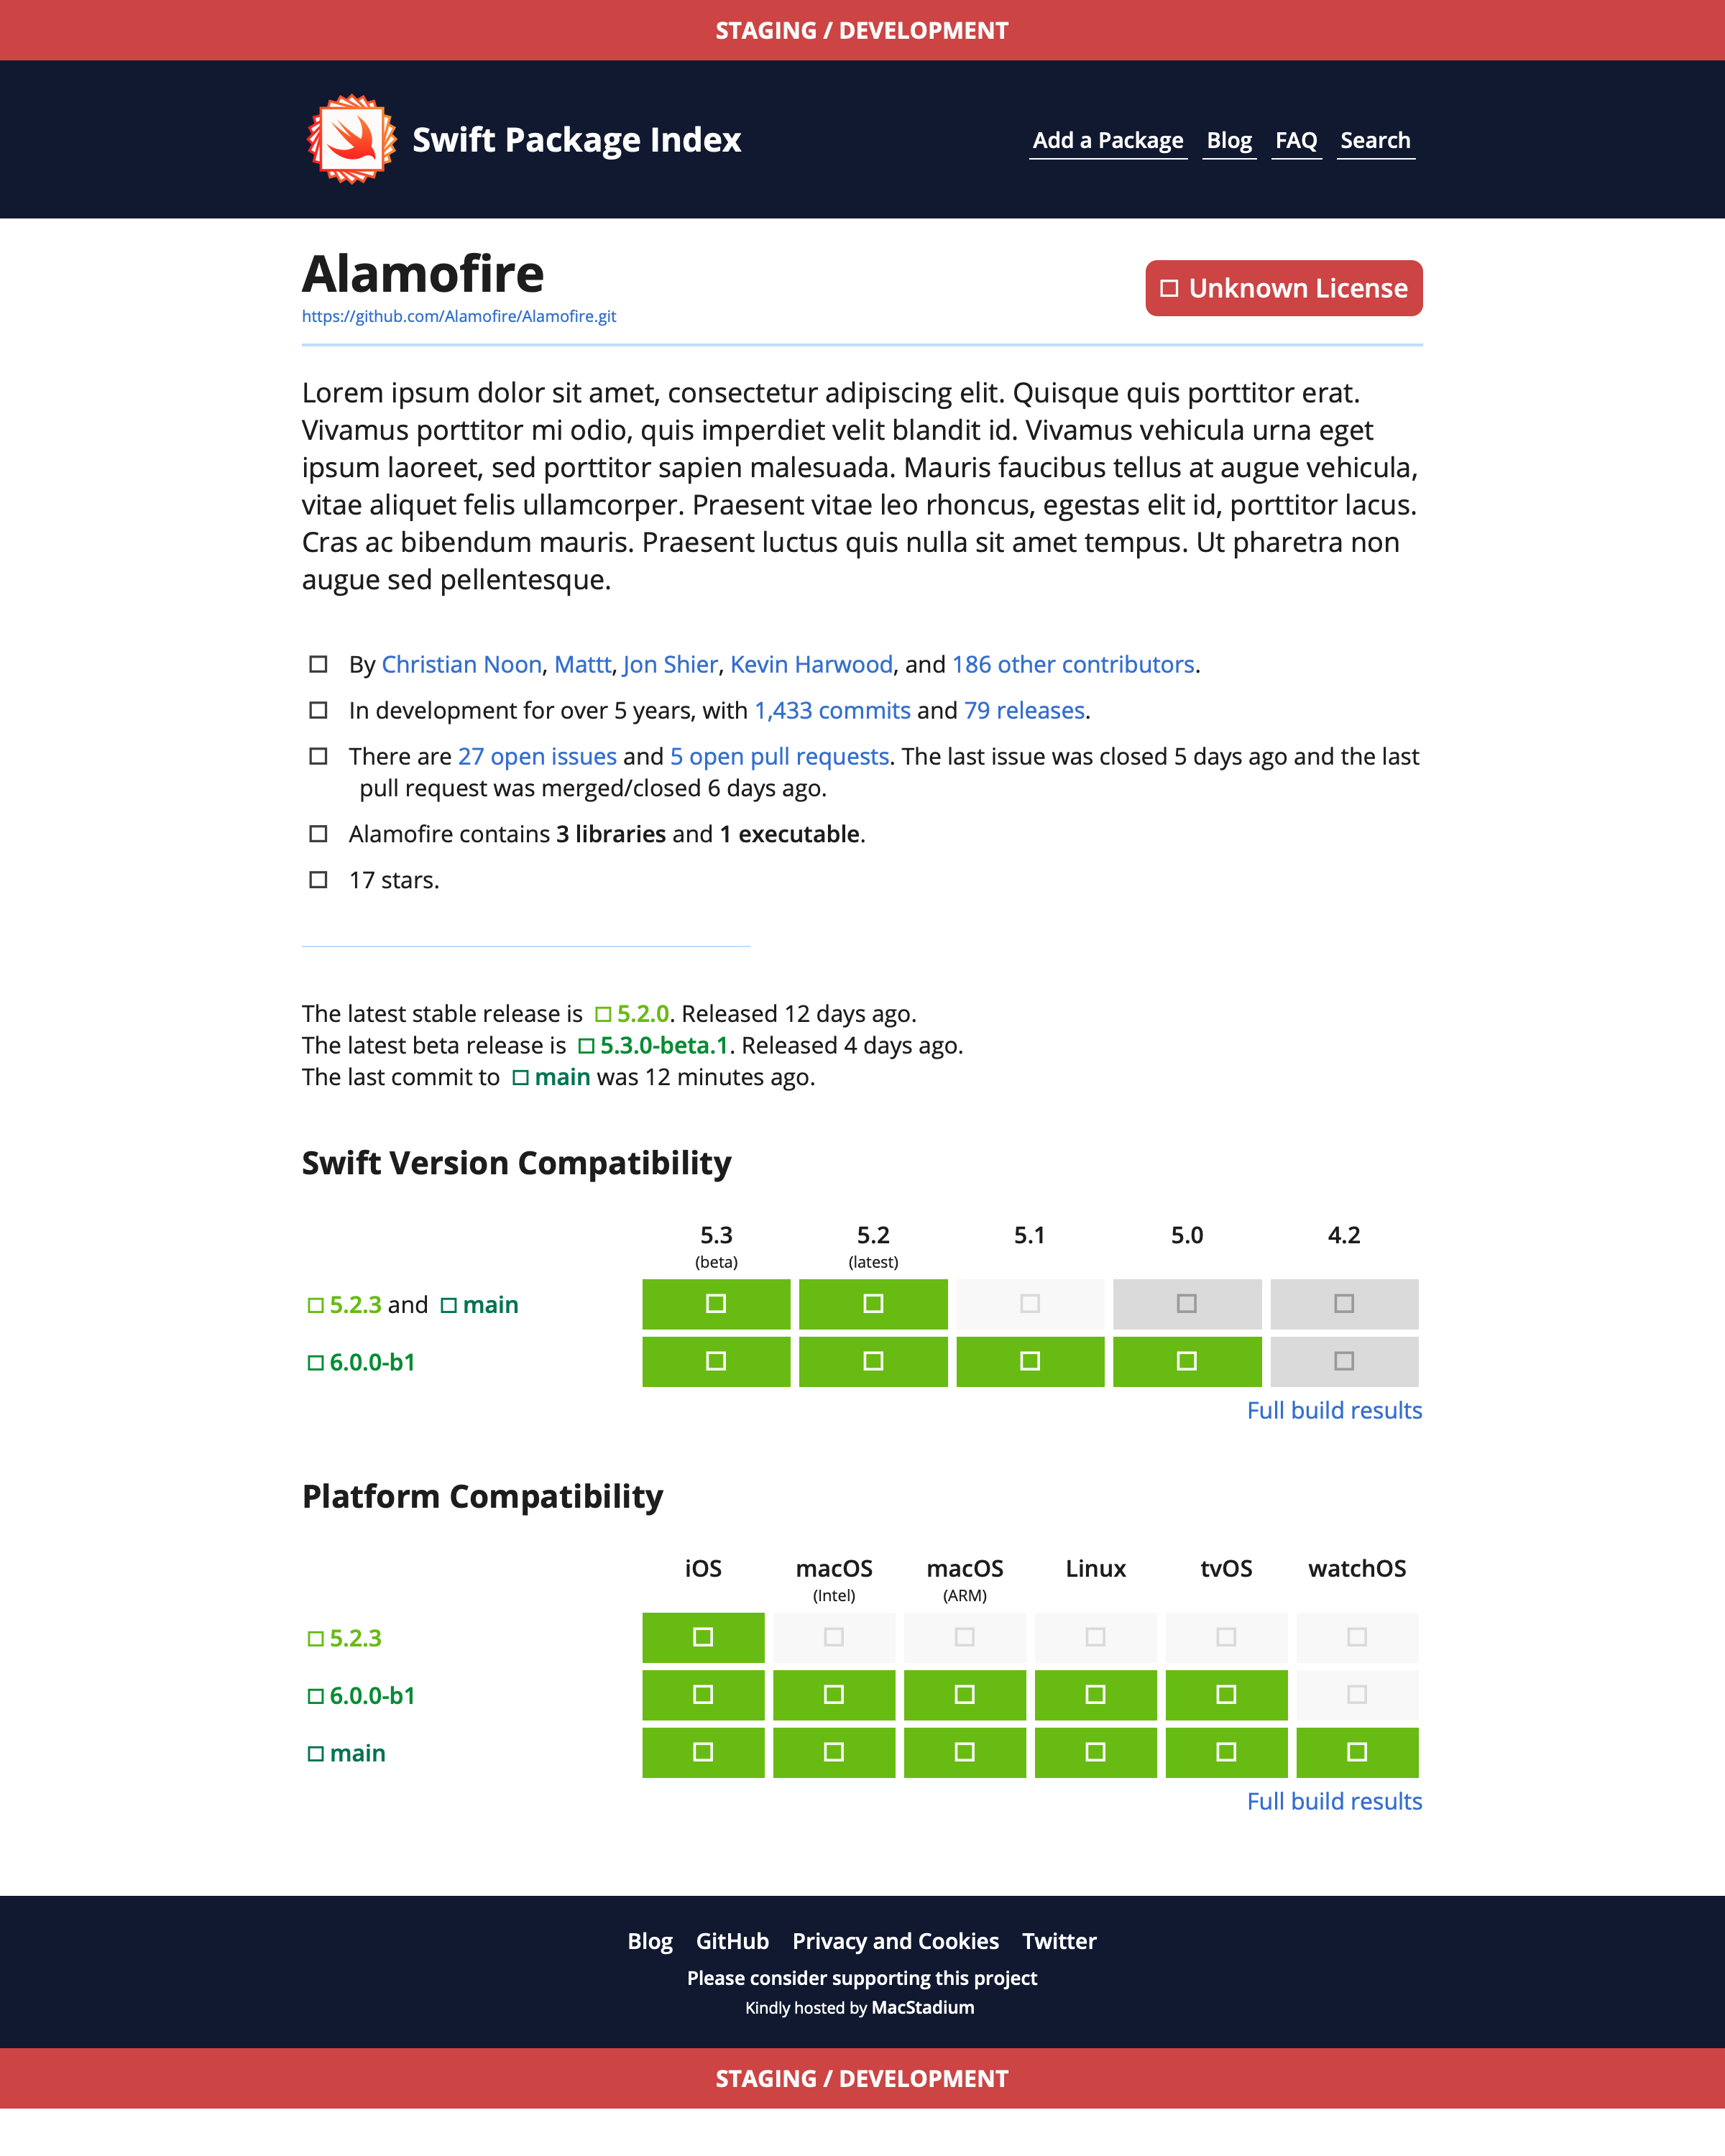 STAGING / DEVELOPMENT
Swift Package Index
Add a Package Blog FAQ Search
Alamofire
https://github.com/Alamofire/Alamofire.git
Unknown License
Lorem ipsum dolor sit amet, consectetur adipiscing elit. Quisque quis porttitor erat.
Vivamus porttitor mi odio, quis imperdiet velit blandit id. Vivamus vehicula urna eget
ipsum laoreet, sed porttitor sapien malesuada. Mauris faucibus tellus at augue vehicula,
vitae aliquet felis ullamcorper. Praesent vitae leo rhoncus, egestas elit id, porttitor lacus.
Cras ac bibendum mauris. Praesent luctus quis nulla sit amet tempus. Ut pharetra non
augue sed pellentesque.
By Christian Noon, Mattt, Jon Shier, Kevin Harwood, and 186 other contributors.
In development for over 5 years, with 1,433 commits and 79 releases.
There are 27 open issues and 5 open pull requests. The last issue was closed 5 days ago and the last
pull request was merged/closed 6 days ago.
Alamofire contains 3 libraries and 1 executable.
17 stars.
The latest stable release is 5.2.0. Released 12 days ago.
The latest beta release is 5.3.0-beta.1. Released 4 days ago.
The last commit to main was 12 minutes ago.
Swift Version Compatibility
5.3 5.2 5.1 5.0 4.2
(beta) (latest)
5.2.3 and main
6.0.0-b1
Full build results
Platform Compatibility
iOS macOS macOS Linux tvOS watchOS
(Intel) (ARM)
5.2.3
6.0.0-b1
main
Full build results
Blog GitHub Privacy and Cookies Twitter
Please consider supporting this project
Kindly hosted by MacStadium
STAGING / DEVELOPMENT